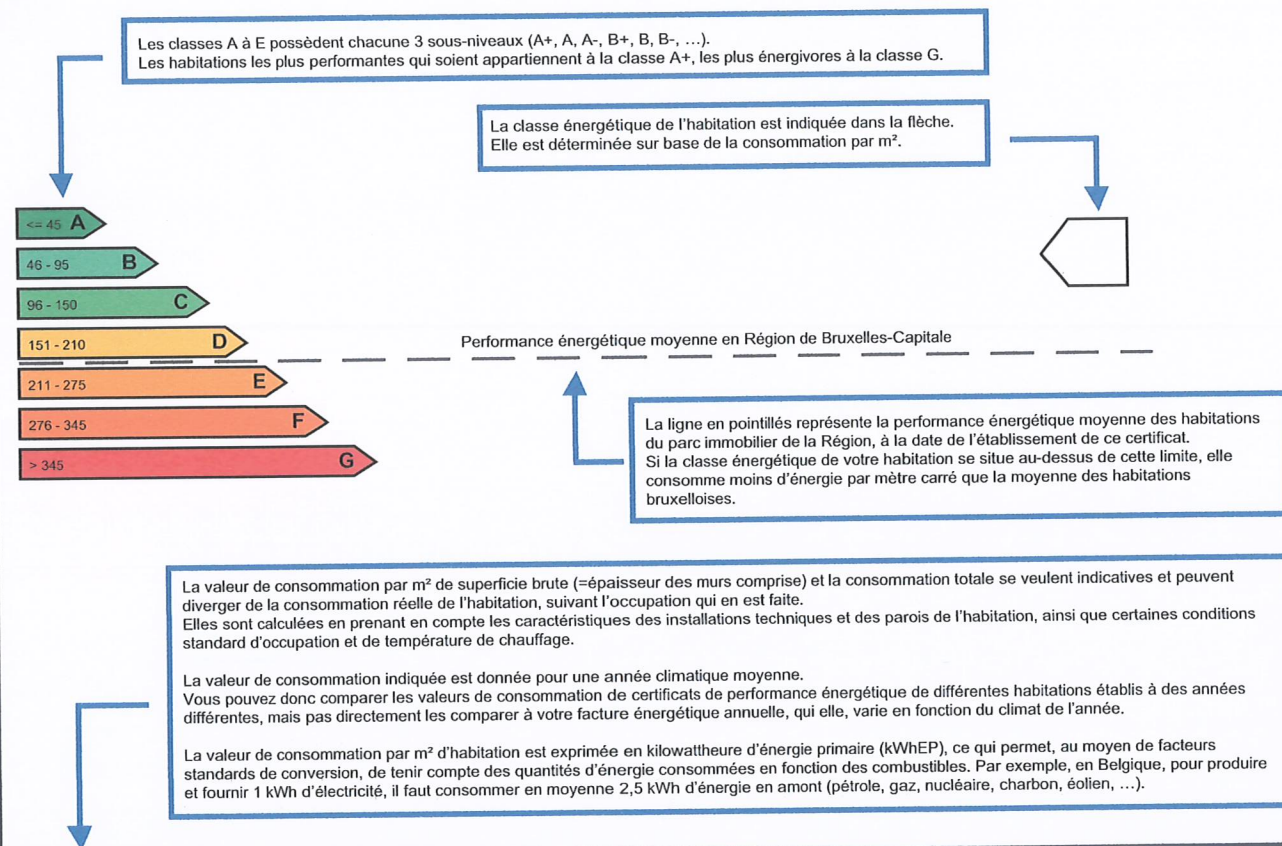 Les classes A à E possèdent chacune 3 sous-niveaux (A+, A, A-, B+, B, B-, …).
Les habitations les plus performantes qui soient appartiennent à la classe A+, les plus énergivores à la classe G.
La classe énergétique de l'habitation est indiquée dans la flèche.
Elle est déterminée sur base de la consommation par m².
<= 45 A
46 - 95 B
96 - 150 C
151 - 210 D
Performance énergétique moyenne en Région de Bruxelles-Capitale
211 - 275 E
276 - 345 F
> 345 G
La ligne en pointillés représente la performance énergétique moyenne des habitations
du parc immobilier de la Région, à la date de l'établissement de ce certificat.
Si la classe énergétique de votre habitation se situe au-dessus de cette limite, elle
consomme moins d'énergie par mètre carré que la moyenne des habitations
bruxelloises.
La valeur de consommation par m² de superficie brute (=épaisseur des murs comprise) et la consommation totale se veulent indicatives et peuvent
diverger de la consommation réelle de l'habitation, suivant l'occupation qui en est faite.
Elles sont calculées en prenant en compte les caractéristiques des installations techniques et des parois de l'habitation, ainsi que certaines conditions
standard d'occupation et de température de chauffage.
La valeur de consommation indiquée est donnée pour une année climatique moyenne.
Vous pouvez donc comparer les valeurs de consommation de certificats de performance énergétique de différentes habitations établis à des années
différentes, mais pas directement les comparer à votre facture énergétique annuelle, qui elle, varie en fonction du climat de l'année.
La valeur de consommation par m² d'habitation est exprimée en kilowattheure d'énergie primaire (kWhEP), ce qui permet, au moyen de facteurs
standards de conversion, de tenir compte des quantités d'énergie consommées en fonction des combustibles. Par exemple, en Belgique, pour produire
et fournir 1 kWh d'électricité, il faut consommer en moyenne 2,5 kWh d'énergie en amont (pétrole, gaz, nucléaire, charbon, éolien, …).